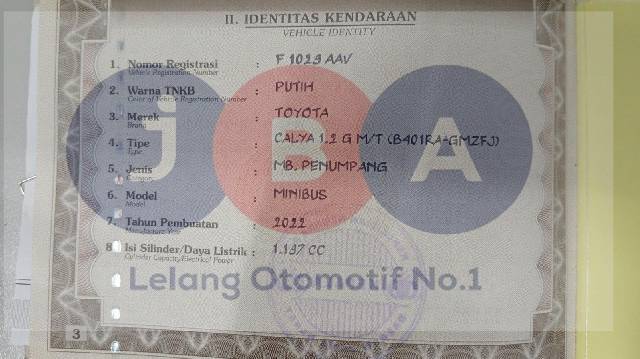 II. IDENTITAS KENDARAAN
VEHICLE IDENTITY
1. Nomor Registrasi : F 1029 AAV
Vehicle Registration Number
2. Warna TNKB : PUTIH
Color of Vehicle Registration Number
3. Merek : TOYOTA
Brand
4. Tipe : CALYA 1.2 G M/T (B401RA-GMZFJ)
Type
5. Jenis : MB. PENUMPANG
Category
6. Model : MINIBUS
Model
7. Tahun Pembuatan : 2022
Manufacture Year
8 Isi Silinder/Daya Listrik : 1.197 CC
Cylinder Capacity/Electrical Power
jBA
Lelang Otomotif No.1
3